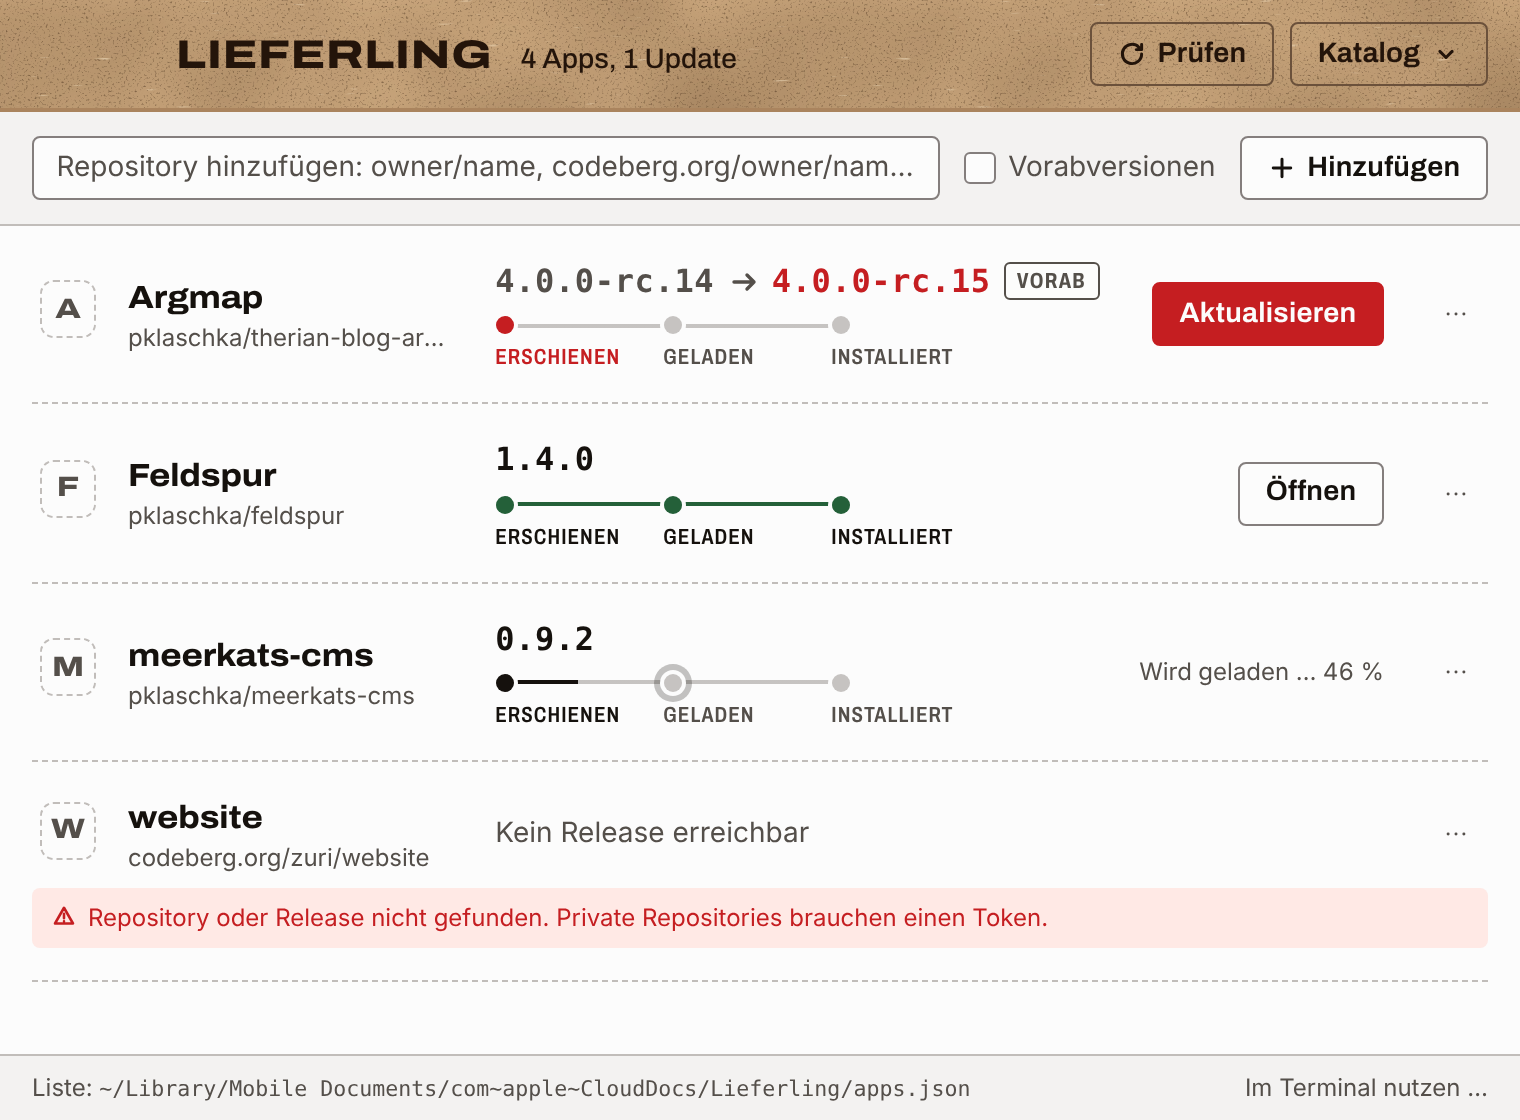 LIEFERLING 4 Apps, 1 Update Prüfen Katalog
Repository hinzufügen: owner/name, codeberg.org/owner/nam... Vorabversionen + Hinzufügen
A
Argmap
pklaschka/therian-blog-ar...
4.0.0-rc.14 → 4.0.0-rc.15 VORAB
ERSCHIENEN GELADEN INSTALLIERT
Aktualisieren ...
F
Feldspur
pklaschka/feldspur
1.4.0
ERSCHIENEN GELADEN INSTALLIERT
Öffnen ...
M
meerkats-cms
pklaschka/meerkats-cms
0.9.2
ERSCHIENEN GELADEN INSTALLIERT
Wird geladen ... 46 % ...
W
website
codeberg.org/zuri/website
Kein Release erreichbar ...
Repository oder Release nicht gefunden. Private Repositories brauchen einen Token.
Liste: ~/Library/Mobile Documents/com~apple~CloudDocs/Lieferling/apps.json Im Terminal nutzen ...